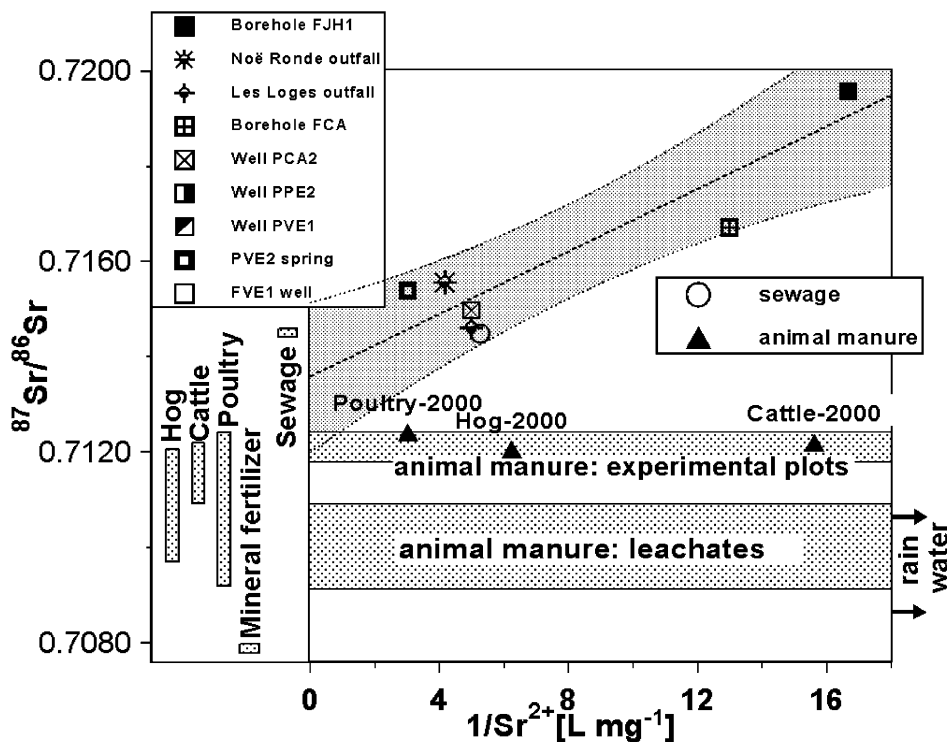 Borehole FJH1
Noë Ronde outfall
Les Loges outfall
Borehole FCA
Well PCA2
Well PPE2
Well PVE1
PVE2 spring
FVE1 well
0.7200
0.7160
0.7120
0.7080
87Sr/86Sr
Hog
Cattle
Poultry
Mineral fertilizer
Sewage
sewage
animal manure
Poultry-2000
Hog-2000
Cattle-2000
animal manure: experimental plots
animal manure: leachates
rain
water
0 4 8 12 16
1/Sr2+[L mg-1]